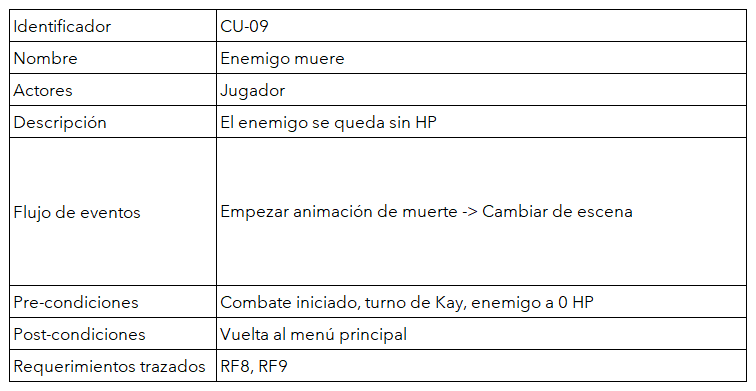 Identificador CU-09
Nombre Enemigo muere
Actores Jugador
Descripción El enemigo se queda sin HP
Flujo de eventos Empezar animación de muerte -> Cambiar de escena
Pre-condiciones Combate iniciado, turno de Kay, enemigo a 0 HP
Post-condiciones Vuelta al menú principal
Requerimientos trazados RF8, RF9